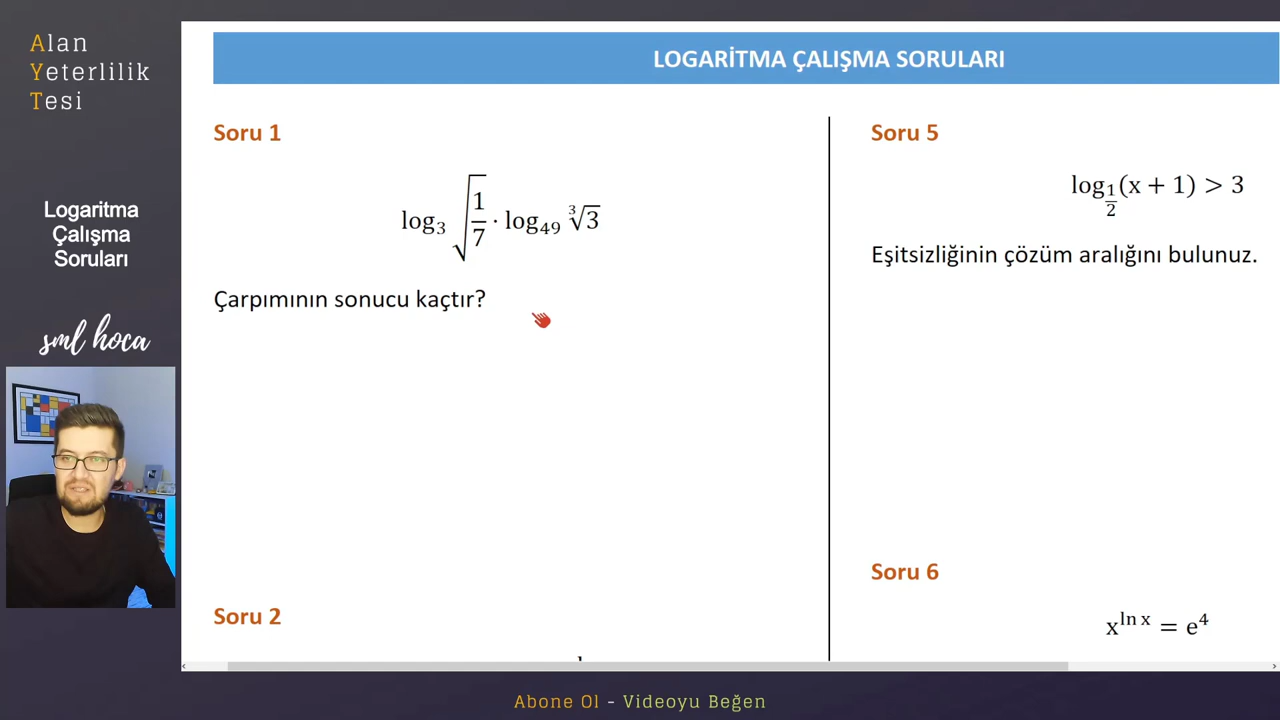 Alan
Yeterlilik
Tesi
Logaritma
Çalışma
Soruları
sml hoca
LOGARİTMA ÇALIŞMA SORULARI
Soru 1
log₃ √(1/7) · log₄₉ ∛3
Çarpımının sonucu kaçtır?
Soru 2
Soru 5
log_(1/2) (x + 1) > 3
Eşitsizliğinin çözüm aralığını bulunuz.
Soru 6
x^(ln x) = e⁴
Abone Ol - Videoyu Beğen